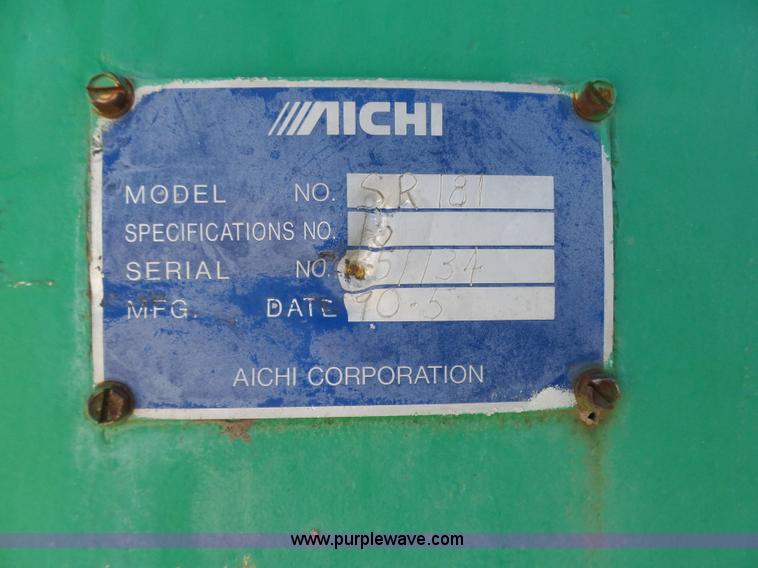 AICHI
MODEL NO. SR181
SPECIFICATIONS NO.
SERIAL NO.
MFG. DATE 90-5
AICHI CORPORATION
www.purplewave.com